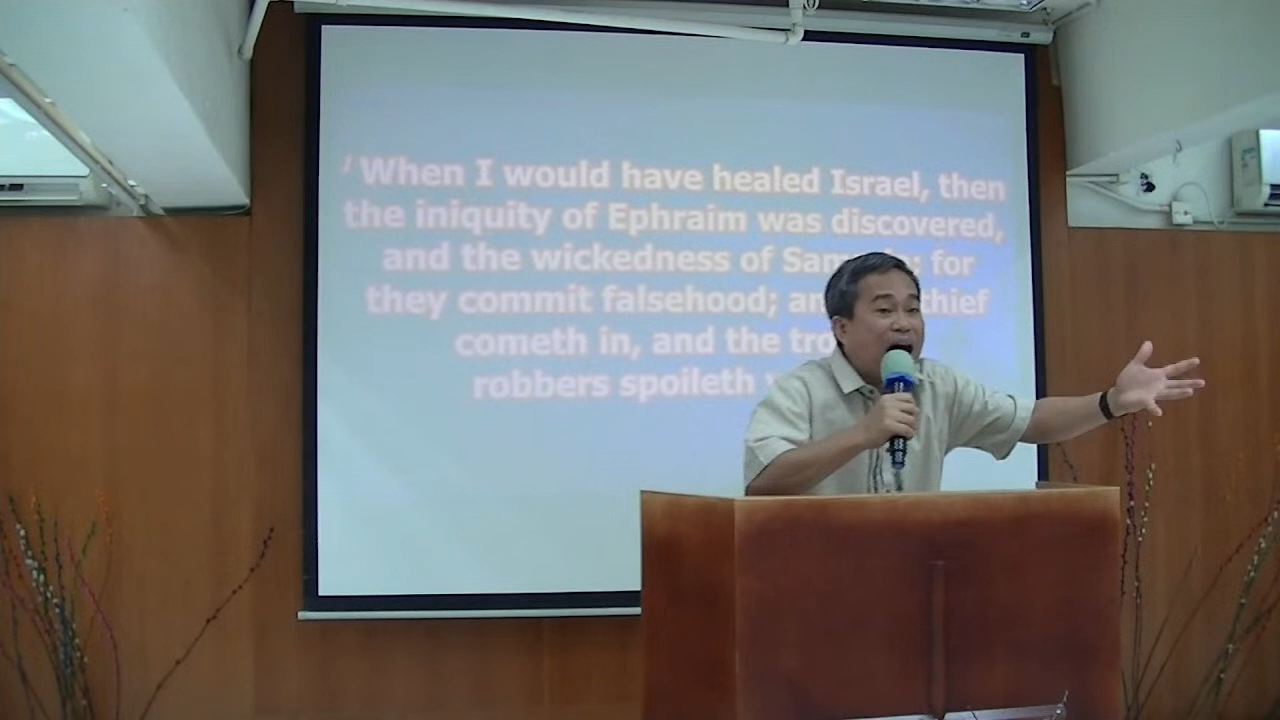 "When I would have healed Israel, then
the iniquity of Ephraim was discovered,
and the wickedness of for
they commit falsehood; thief
cometh in, and the
robbers spoileth